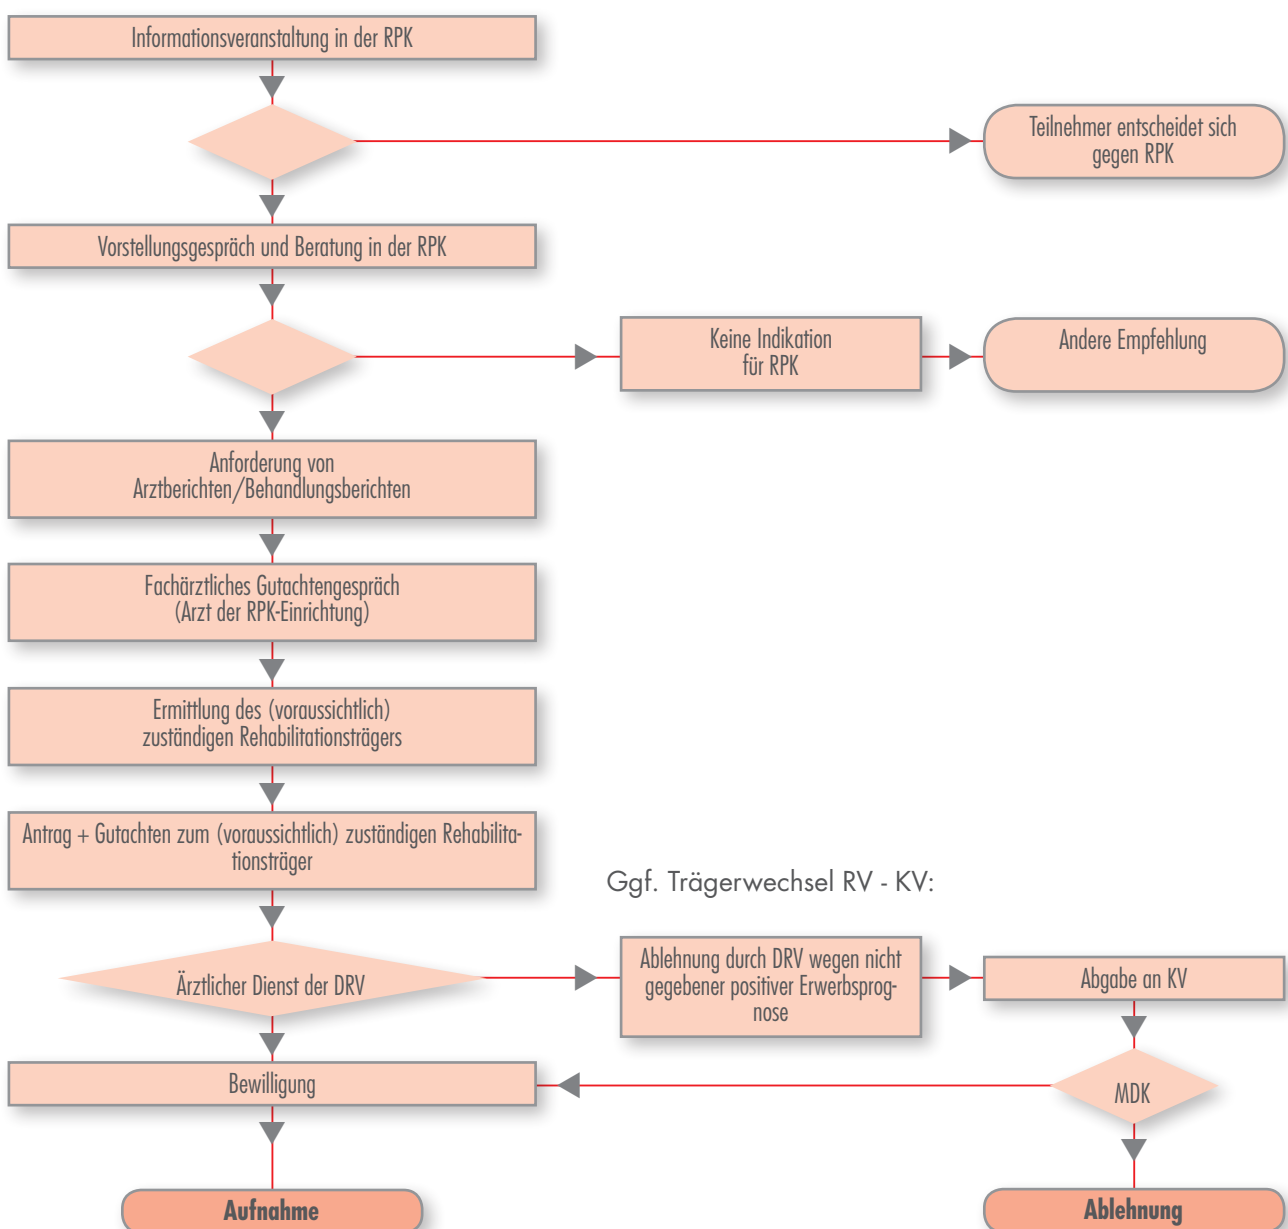 Informationsveranstaltung in der RPK
Teilnehmer entscheidet sich
gegen RPK
Vorstellungsgespräch und Beratung in der RPK
Keine Indikation
für RPK
Andere Empfehlung
Anforderung von
Arztberichten/Behandlungsberichten
Fachärztliches Gutachtengespräch
(Arzt der RPK-Einrichtung)
Ermittlung des (voraussichtlich)
zuständigen Rehabilitationsträgers
Antrag + Gutachten zum (voraussichtlich) zuständigen Rehabilita-
tionsträger
Ggf. Trägerwechsel RV - KV:
Ärztlicher Dienst der DRV
Ablehnung durch DRV wegen nicht
gegebener positiver Erwerbsprog-
nose
Abgabe an KV
Bewilligung
MDK
Aufnahme
Ablehnung